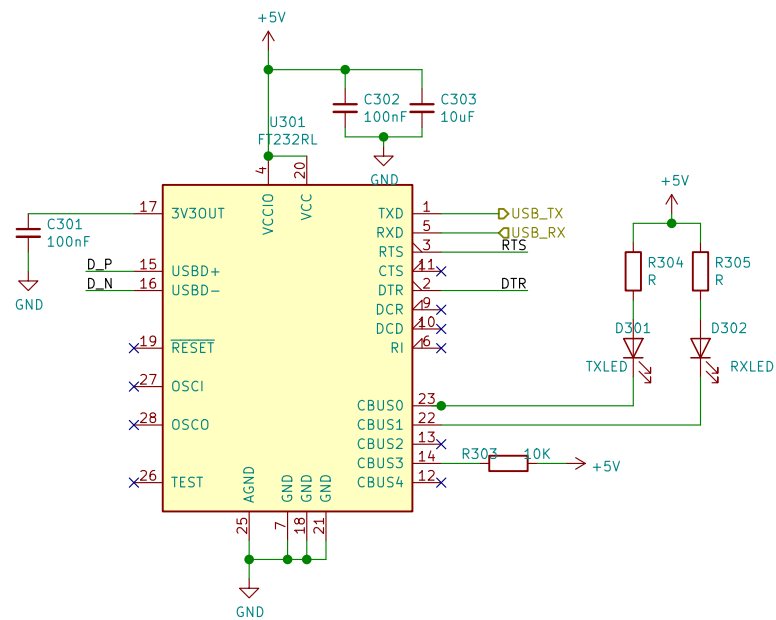 +5V
C302
100nF
C303
10uF
U301
FT232RL
GND
4
20
VCCIO
VCC
17
3V3OUT
C301
100nF
GND
D_P
15
USBD+
D_N
16
USBD-
19
RESET
27
OSCI
28
OSCO
26
TEST
TXD
1
USB_TX
RXD
5
USB_RX
RTS
3
RTS
CTS
11
DTR
2
DTR
DCR
9
DCD
10
RI
6
CBUS0
23
CBUS1
22
CBUS2
13
CBUS3
14
CBUS4
12
R303
10K
+5V
+5V
R304
R
R305
R
D301
TXLED
D302
RXLED
AGND
GND
GND
GND
25
7
18
21
GND